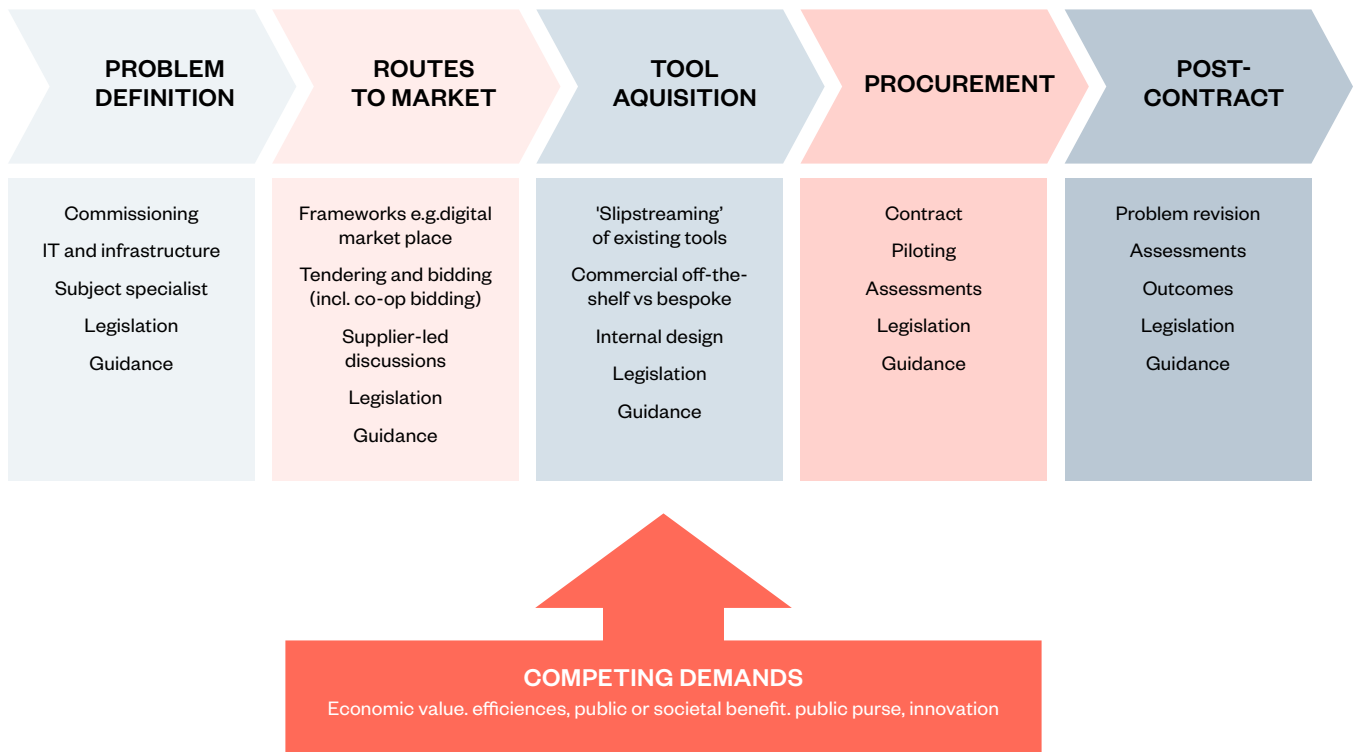 PROBLEM
DEFINITION
ROUTES
TO MARKET
TOOL
AQUISITION
PROCUREMENT
POST-
CONTRACT
Commissioning
IT and infrastructure
Subject specialist
Legislation
Guidance
Frameworks e.g.digital
market place
Tendering and bidding
(incl. co-op bidding)
Supplier-led
discussions
Legislation
Guidance
'Slipstreaming’
of existing tools
Commercial off-the-
shelf vs bespoke
Internal design
Legislation
Guidance
Contract
Piloting
Assessments
Legislation
Guidance
Problem revision
Assessments
Outcomes
Legislation
Guidance
COMPETING DEMANDS
Economic value. efficiences, public or societal benefit. public purse, innovation